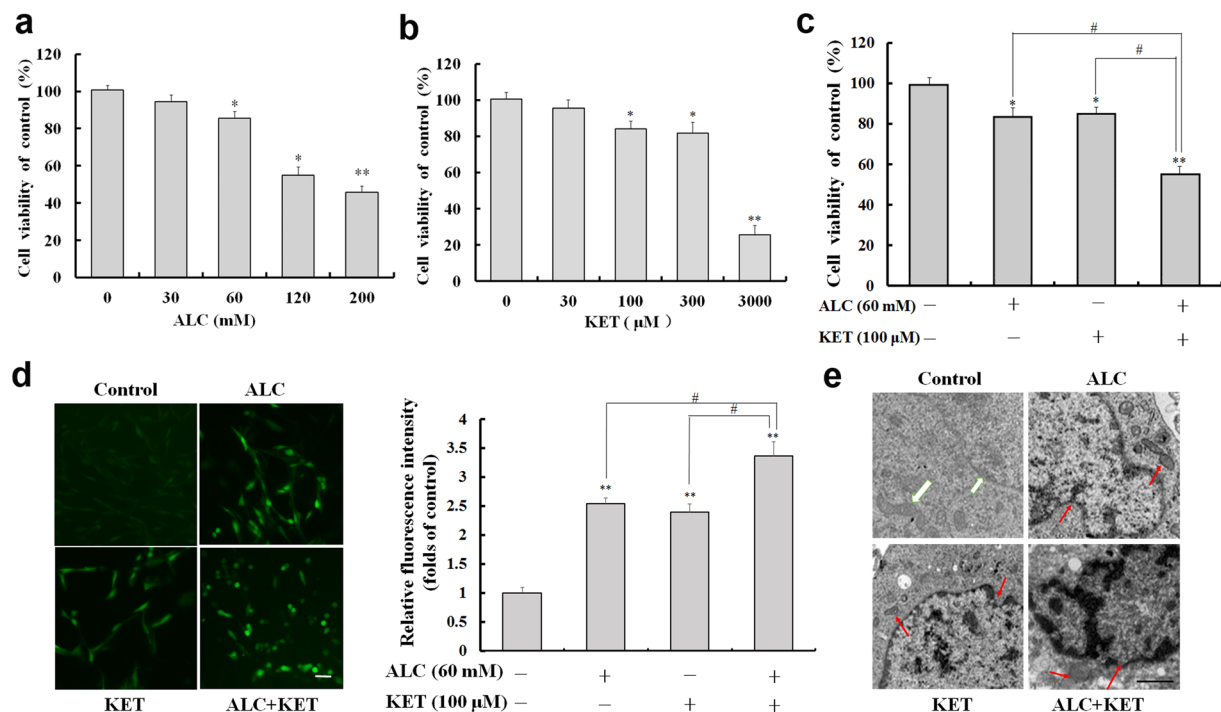 a
Cell viability of control (%)
120
100
80
60
40
20
0
*
*
**
0 30 60 120 200
ALC (mM)
b
Cell viability of control (%)
120
100
80
60
40
20
0
*
*
**
0 30 100 300 3000
KET ( μM )
c
Cell viability of control (%)
120
100
80
60
40
20
0
#
#
*
*
**
ALC (60 mM) – + – +
KET (100 μM) – – + +
d
Control ALC
KET ALC+KET
Relative fluorescence intensity
(folds of control)
4
3.5
3
2.5
2
1.5
1
0.5
0
#
#
**
**
**
ALC (60 mM) – + – +
KET (100 μM) – – + +
e
Control ALC
KET ALC+KET